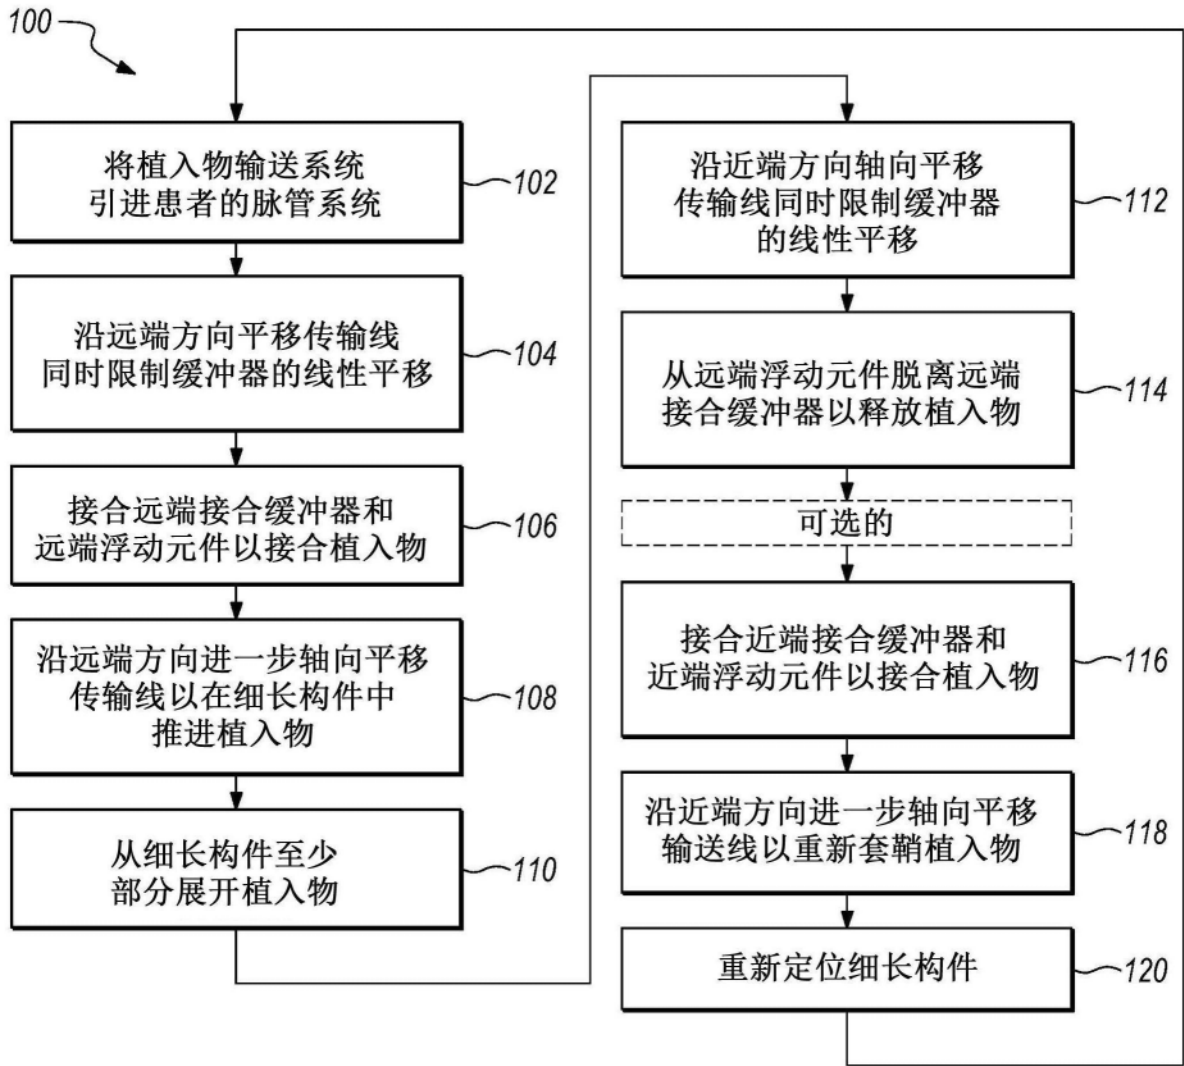 100
将植入物输送系统
引进患者的脉管系统
102
沿远端方向平移传输线
同时限制缓冲器的线性平移
104
接合远端接合缓冲器和
远端浮动元件以接合植入物
106
沿远端方向进一步轴向平移
传输线以在细长构件中
推进植入物
108
从细长构件至少
部分展开植入物
110
沿近端方向轴向平移
传输线同时限制缓冲器
的线性平移
112
从远端浮动元件脱离远端
接合缓冲器以释放植入物
114
可选的
接合近端接合缓冲器和
近端浮动元件以接合植入物
116
沿近端方向进一步轴向平移
输送线以重新套鞘植入物
118
重新定位细长构件
120